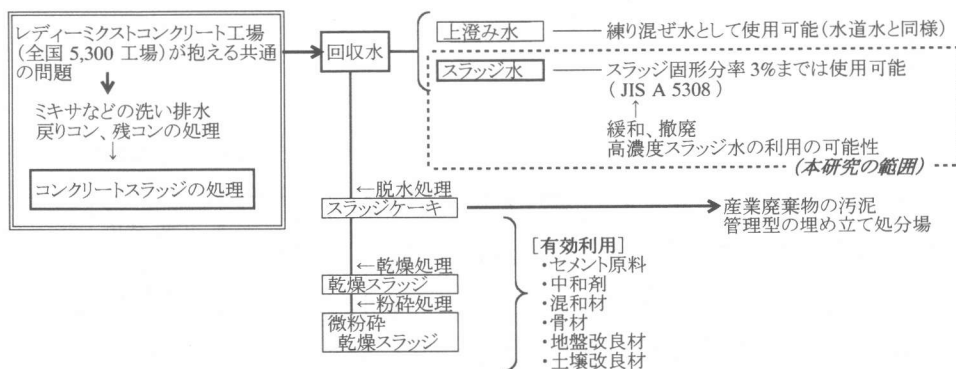 レディーミクストコンクリート工場
(全国 5,300 工場)が抱える共通
の問題
ミキサなどの洗い排水
戻りコン、残コンの処理
↓
コンクリートスラッジの処理
回収水
上澄み水
練り混ぜ水として使用可能(水道水と同様)
スラッジ水
スラッジ固形分率 3%までは使用可能
( JIS A 5308 )
↑
緩和、撤廃
高濃度スラッジ水の利用の可能性
(本研究の範囲)
←脱水処理
スラッジケーキ
産業廃棄物の汚泥
管理型の埋め立て処分場
←乾燥処理
乾燥スラッジ
←粉砕処理
微粉砕
乾燥スラッジ
[有効利用]
・セメント原料
・中和剤
・混和材
・骨材
・地盤改良材
・土壌改良材